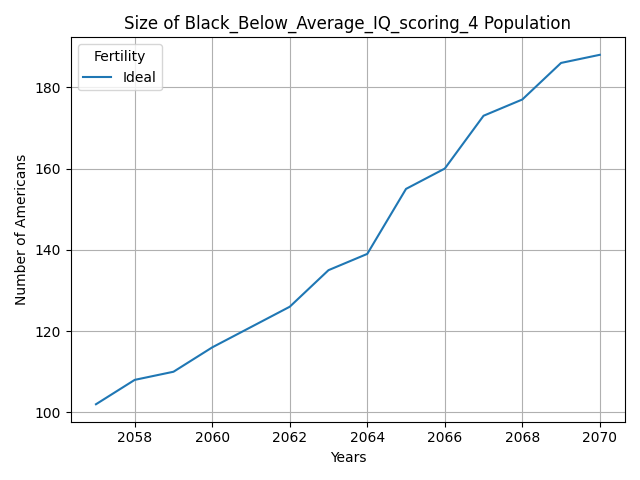 Size of Black_Below_Average_IQ_scoring_4 Population
Fertility
Ideal
Number of Americans
180
160
140
120
100
2058 2060 2062 2064 2066 2068 2070
Years